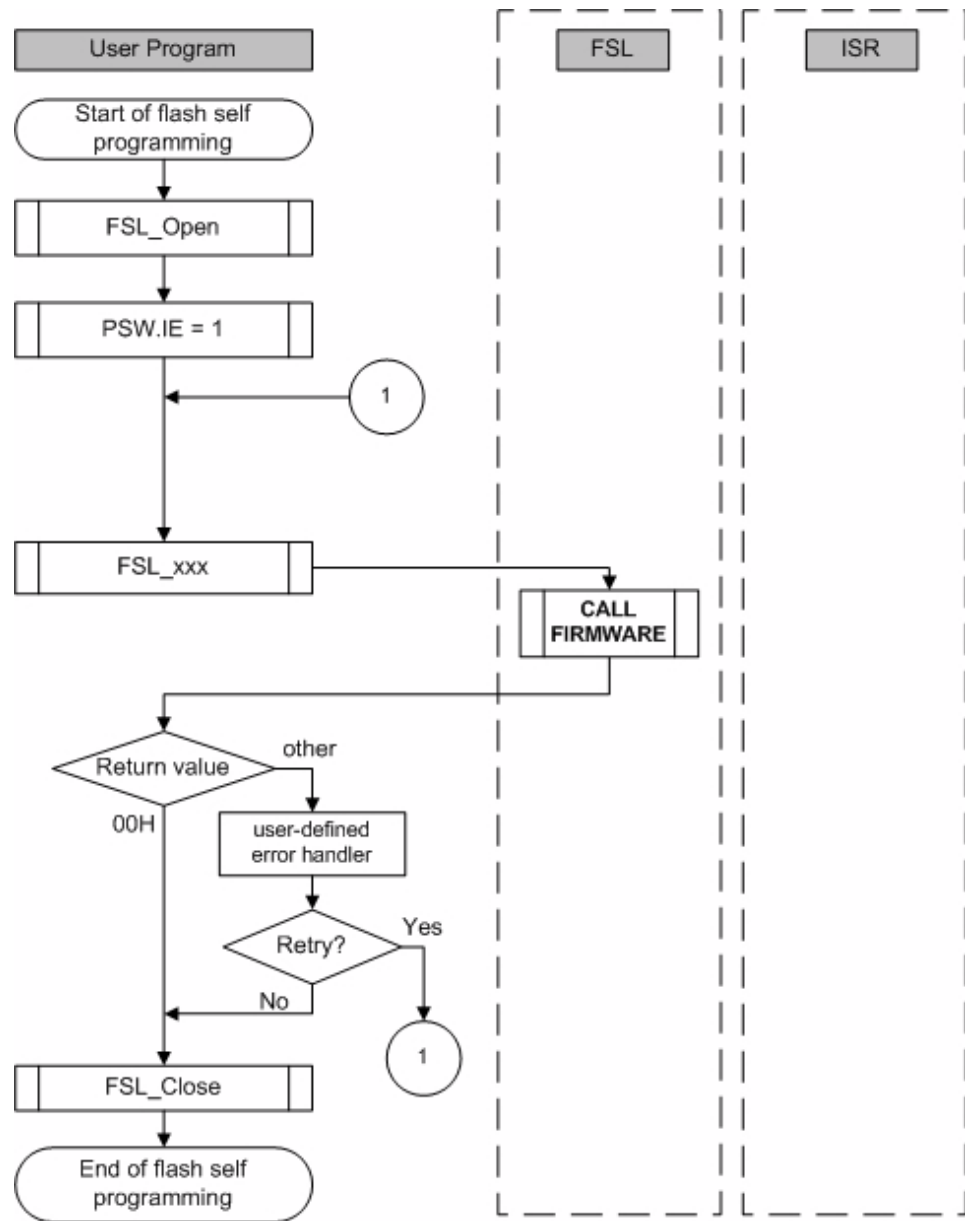 User Program
FSL
ISR
Start of flash self
programming
FSL_Open
PSW.IE = 1
1
FSL_xxx
CALL
FIRMWARE
Return value
other
00H
user-defined
error handler
Retry?
Yes
No
1
FSL_Close
End of flash self
programming